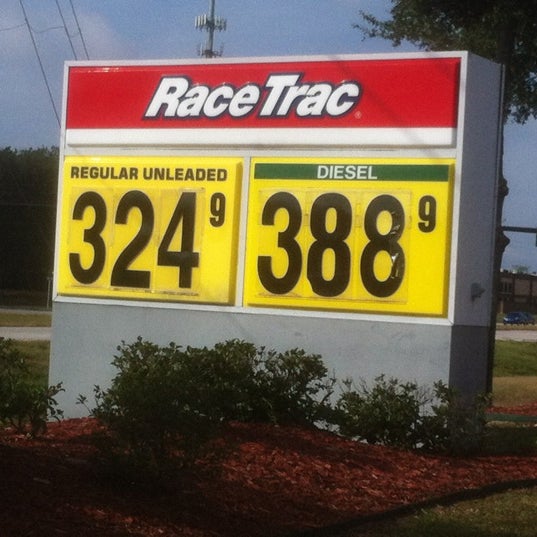 RaceTrac
REGULAR UNLEADED
324 9
DIESEL
388 9